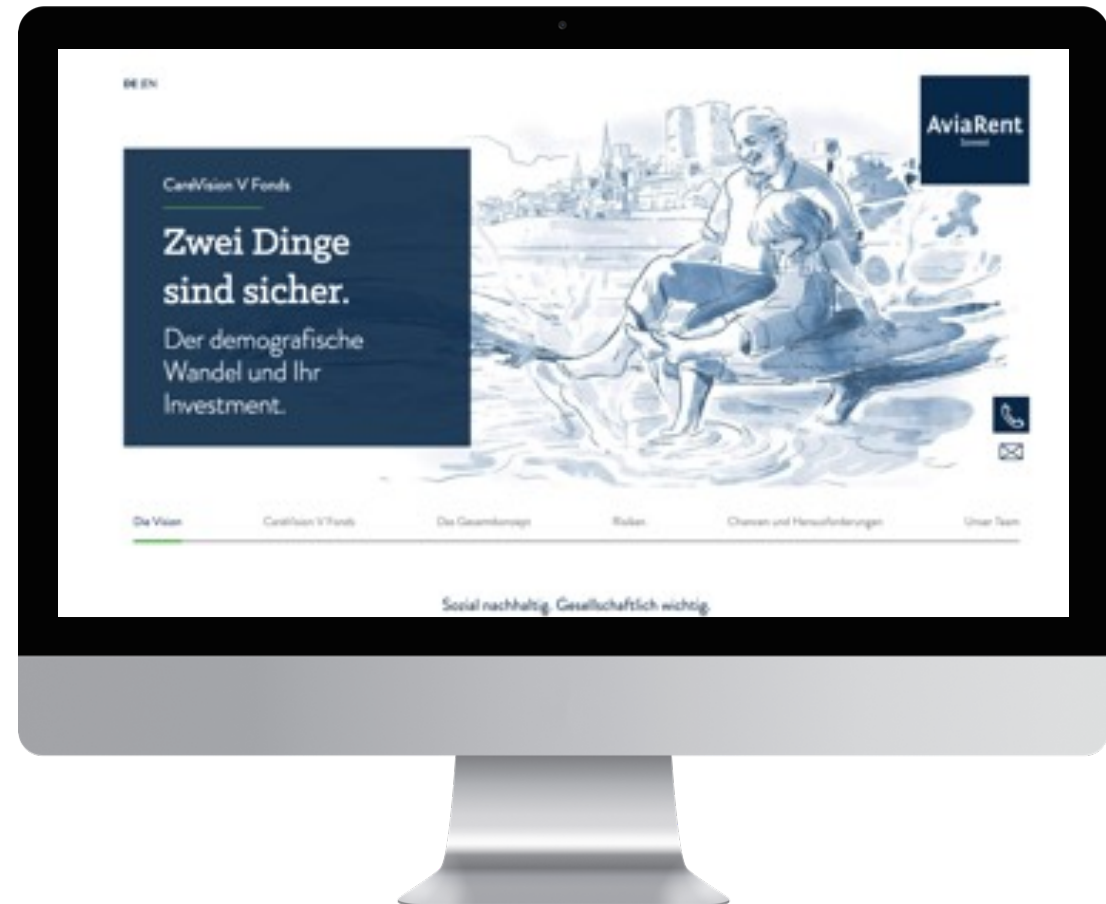 DE EN
AviaRent
Invest
CareVision V Fonds
Zwei Dinge
sind sicher.
Der demografische
Wandel und Ihr
Investment.
Die Vision
CareVision V Fonds
Das Gesamtkonzept
Risiken
Chancen und Herausforderungen
Unser Team
Sozial nachhaltig. Gesellschaftlich wichtig.